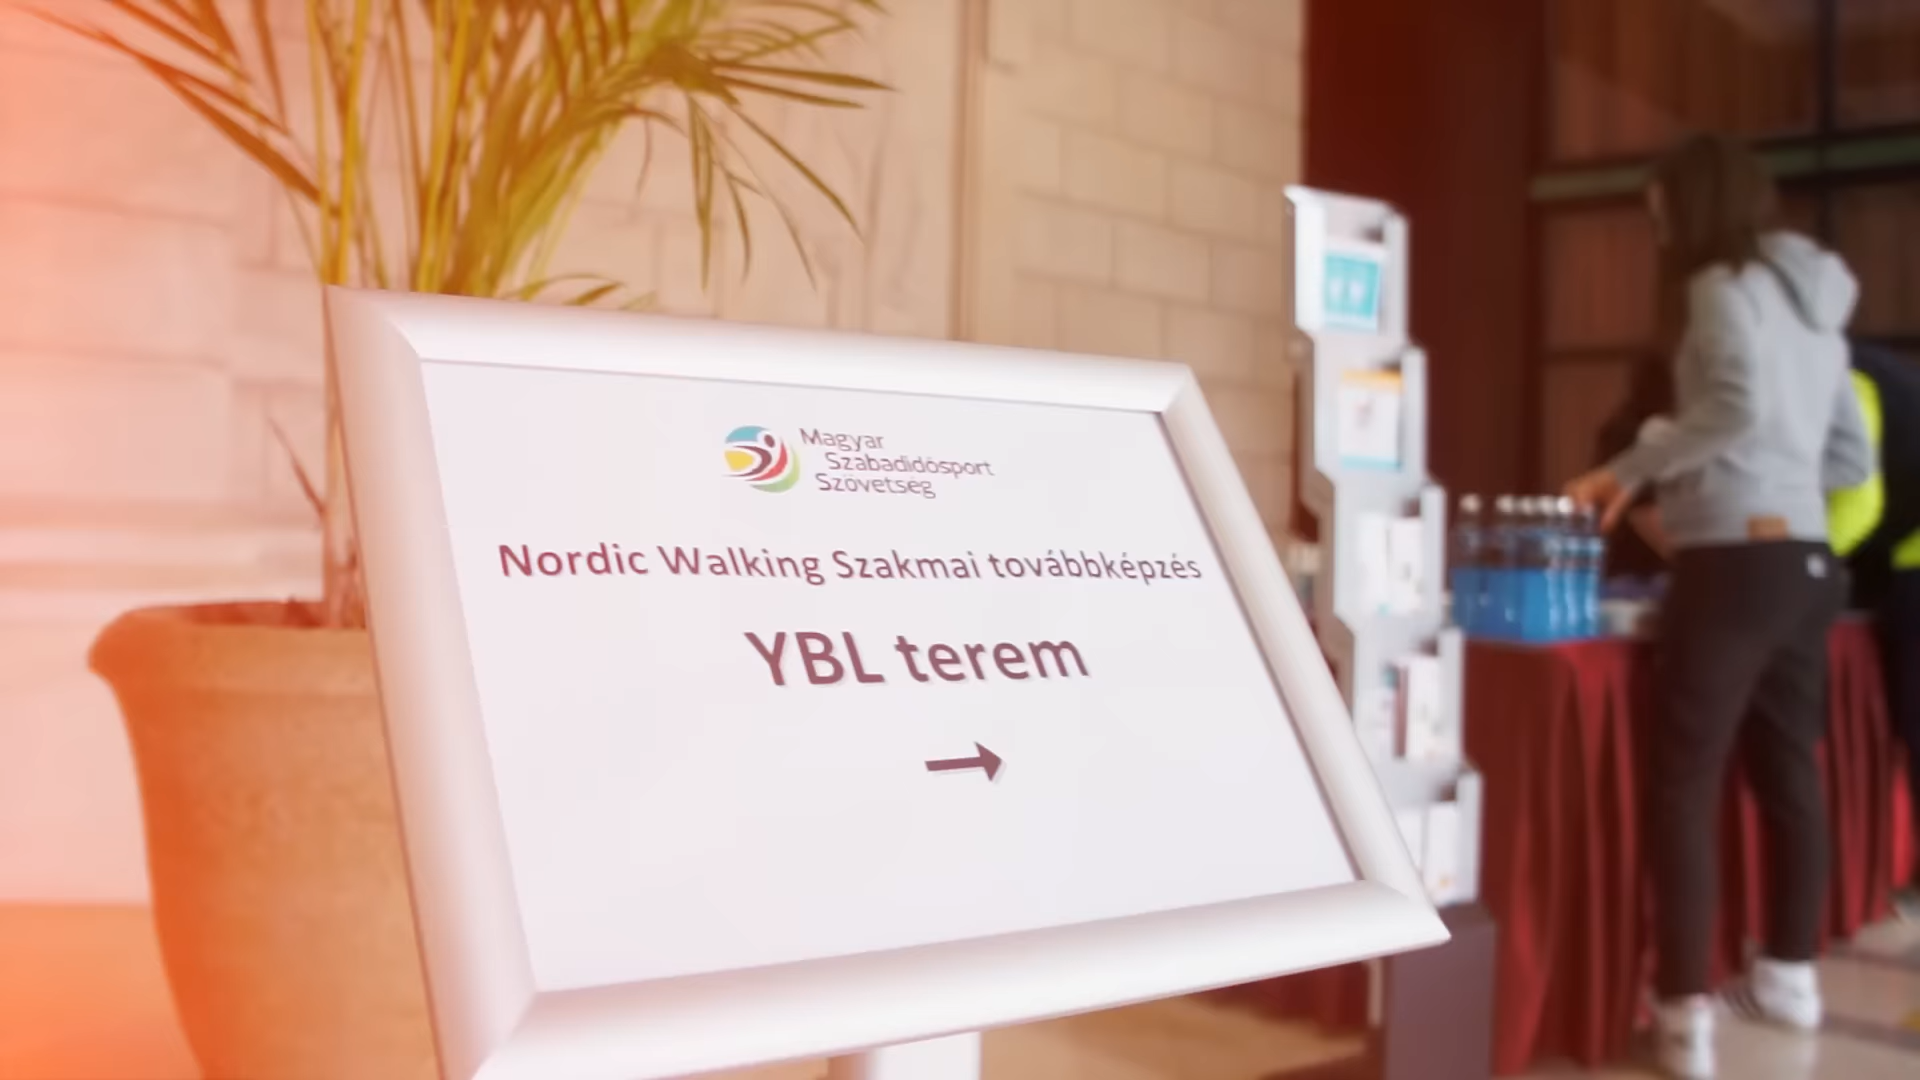 Magyar
Szabadidősport
Szövetség
Nordic Walking Szakmai továbbképzés
YBL terem
→